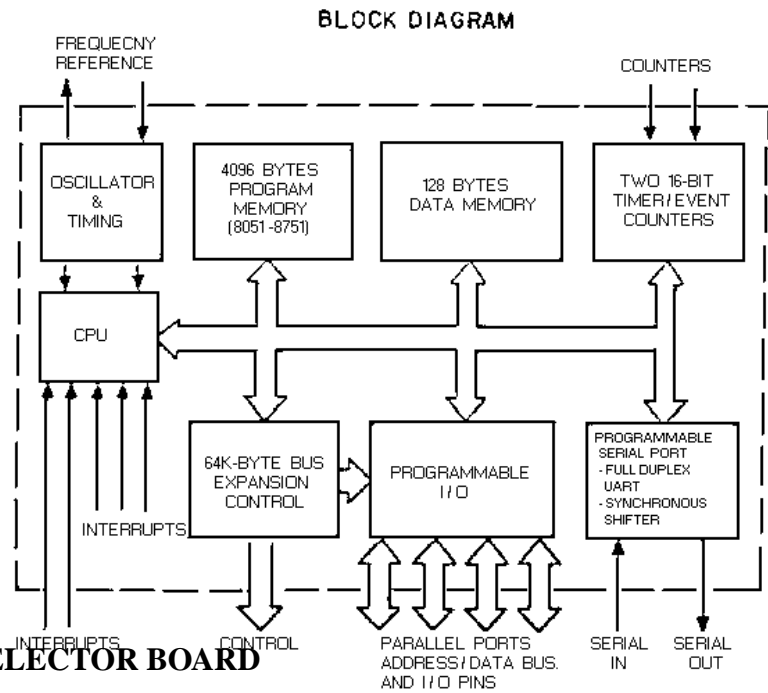 BLOCK DIAGRAM
FREQUECNY
REFERENCE
COUNTERS
OSCILLATOR
&
TIMING
4096 BYTES
PROGRAM
MEMORY
(8051-8751)
128 BYTES
DATA MEMORY
TWO 16-BIT
TIMER/EVENT
COUNTERS
CPU
64K-BYTE BUS
EXPANSION
CONTROL
PROGRAMMABLE
I/O
PROGRAMMABLE
SERIAL PORT
- FULL DUPLEX
UART
- SYNCHRONOUS
SHIFTER
INTERRUPTS
INTERRUPTS
CONTROL
PARALLEL PORTS
ADDRESS/DATA BUS.
AND I/O PINS
SERIAL
IN
SERIAL
OUT
ELECTOR BOARD